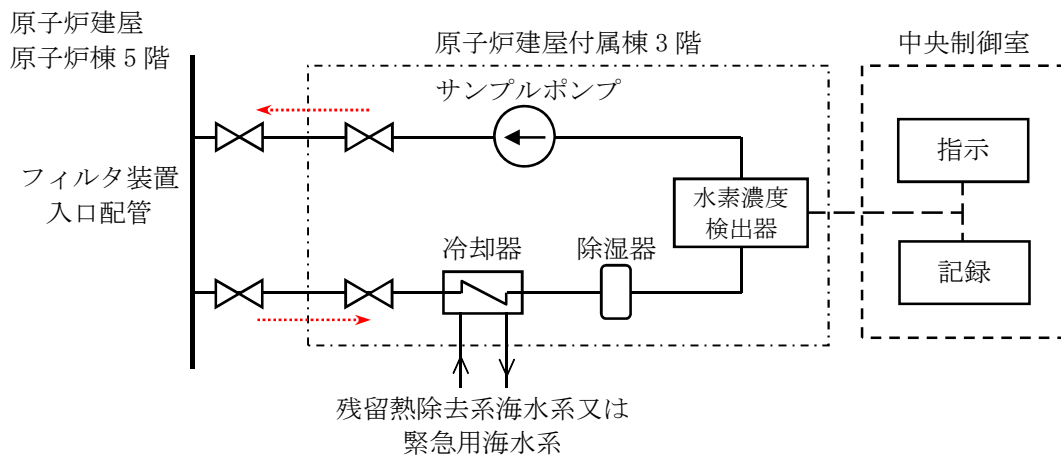 原子炉建屋
原子炉棟5階
原子炉建屋付属棟3階
中央制御室
サンプルポンプ
指示
フィルタ装置
入口配管
水素濃度
検出器
冷却器
除湿器
記録
残留熱除去系海水系又は
緊急用海水系